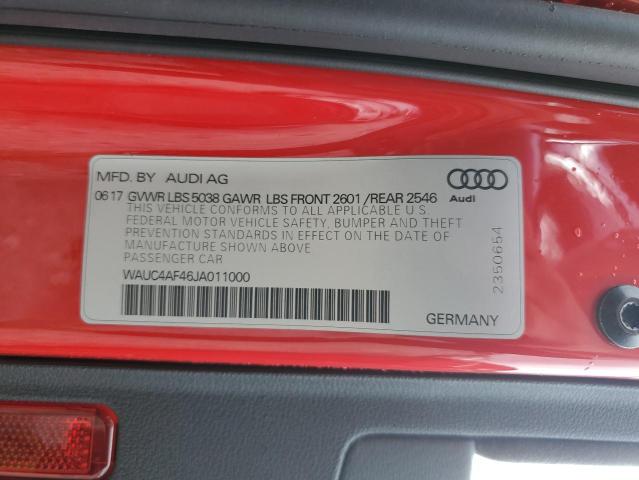 MFD. BY AUDI AG
Audi
06 17 GVWR LBS 5038 GAWR LBS FRONT 2601 /REAR 2546
THIS VEHICLE CONFORMS TO ALL APPLICABLE U.S.
FEDERAL MOTOR VEHICLE SAFETY, BUMPER AND THEFT
PREVENTION STANDARDS IN EFFECT ON THE DATE OF
MANUFACTURE SHOWN ABOVE
PASSENGER CAR
WAUC4AF46JA011000
GERMANY
2350654